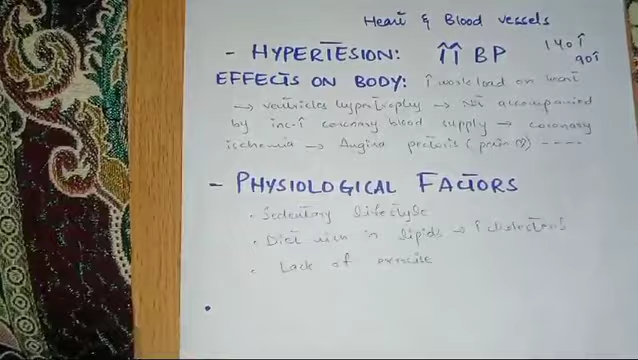 Heart & Blood vessels
- HYPERTESION: ⇈ BP 140↑
90↑
EFFECTS ON BODY: ↑ workload on heart
→ ventricles hypertrophy → Not accompanied
by inc.↑ coronary blood supply → coronary
ischemia → Angina pectoris (pain
- PHYSIOLOGICAL FACTORS
• Sedentary lifestyle
• Diet rich in lipids → ↑ cholesterol
• Lack of exercise